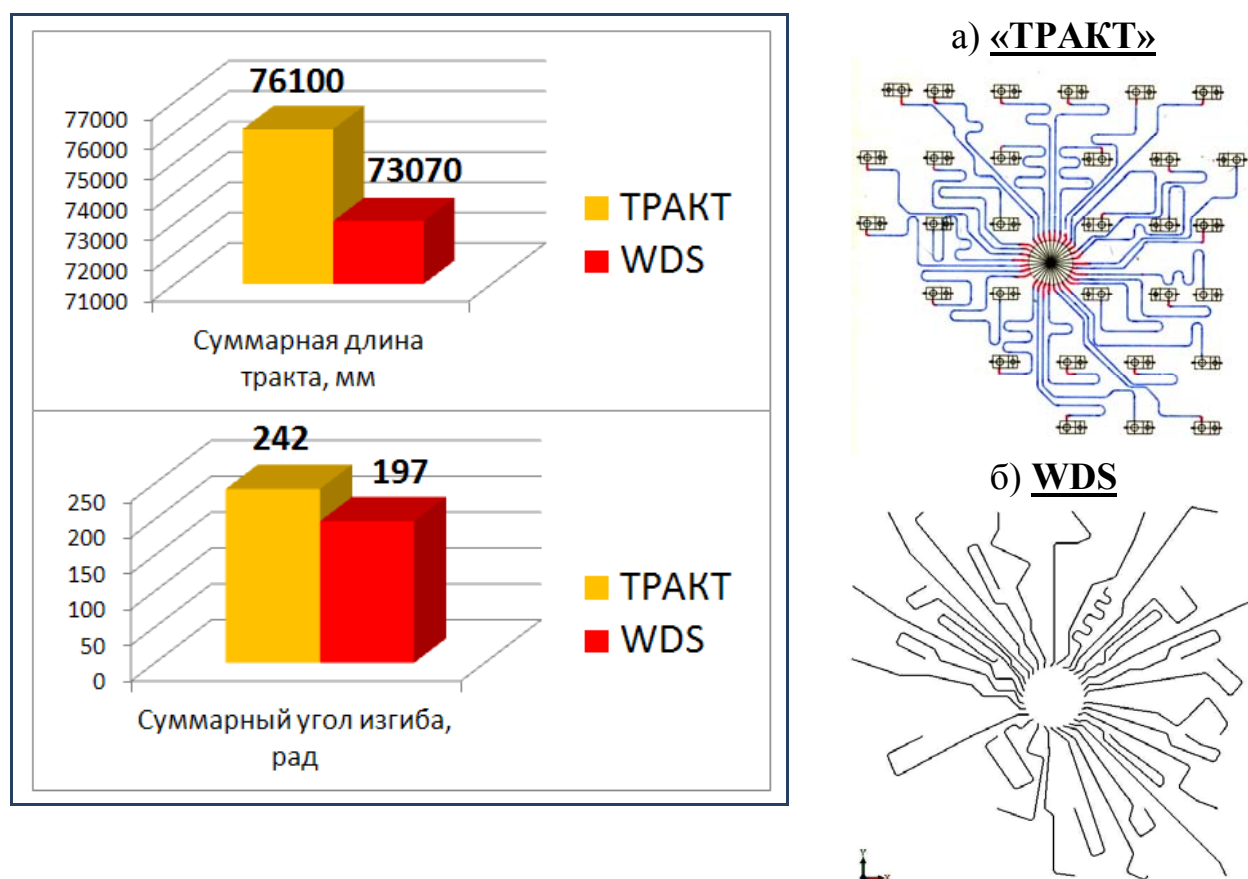 76100
73070
77000
76000
75000
74000
73000
72000
71000
ТРАКТ
WDS
Суммарная длина
тракта, мм
242
197
250
200
150
100
50
0
ТРАКТ
WDS
Суммарный угол изгиба,
рад
а) «ТРАКТ»
б) WDS
Y
X